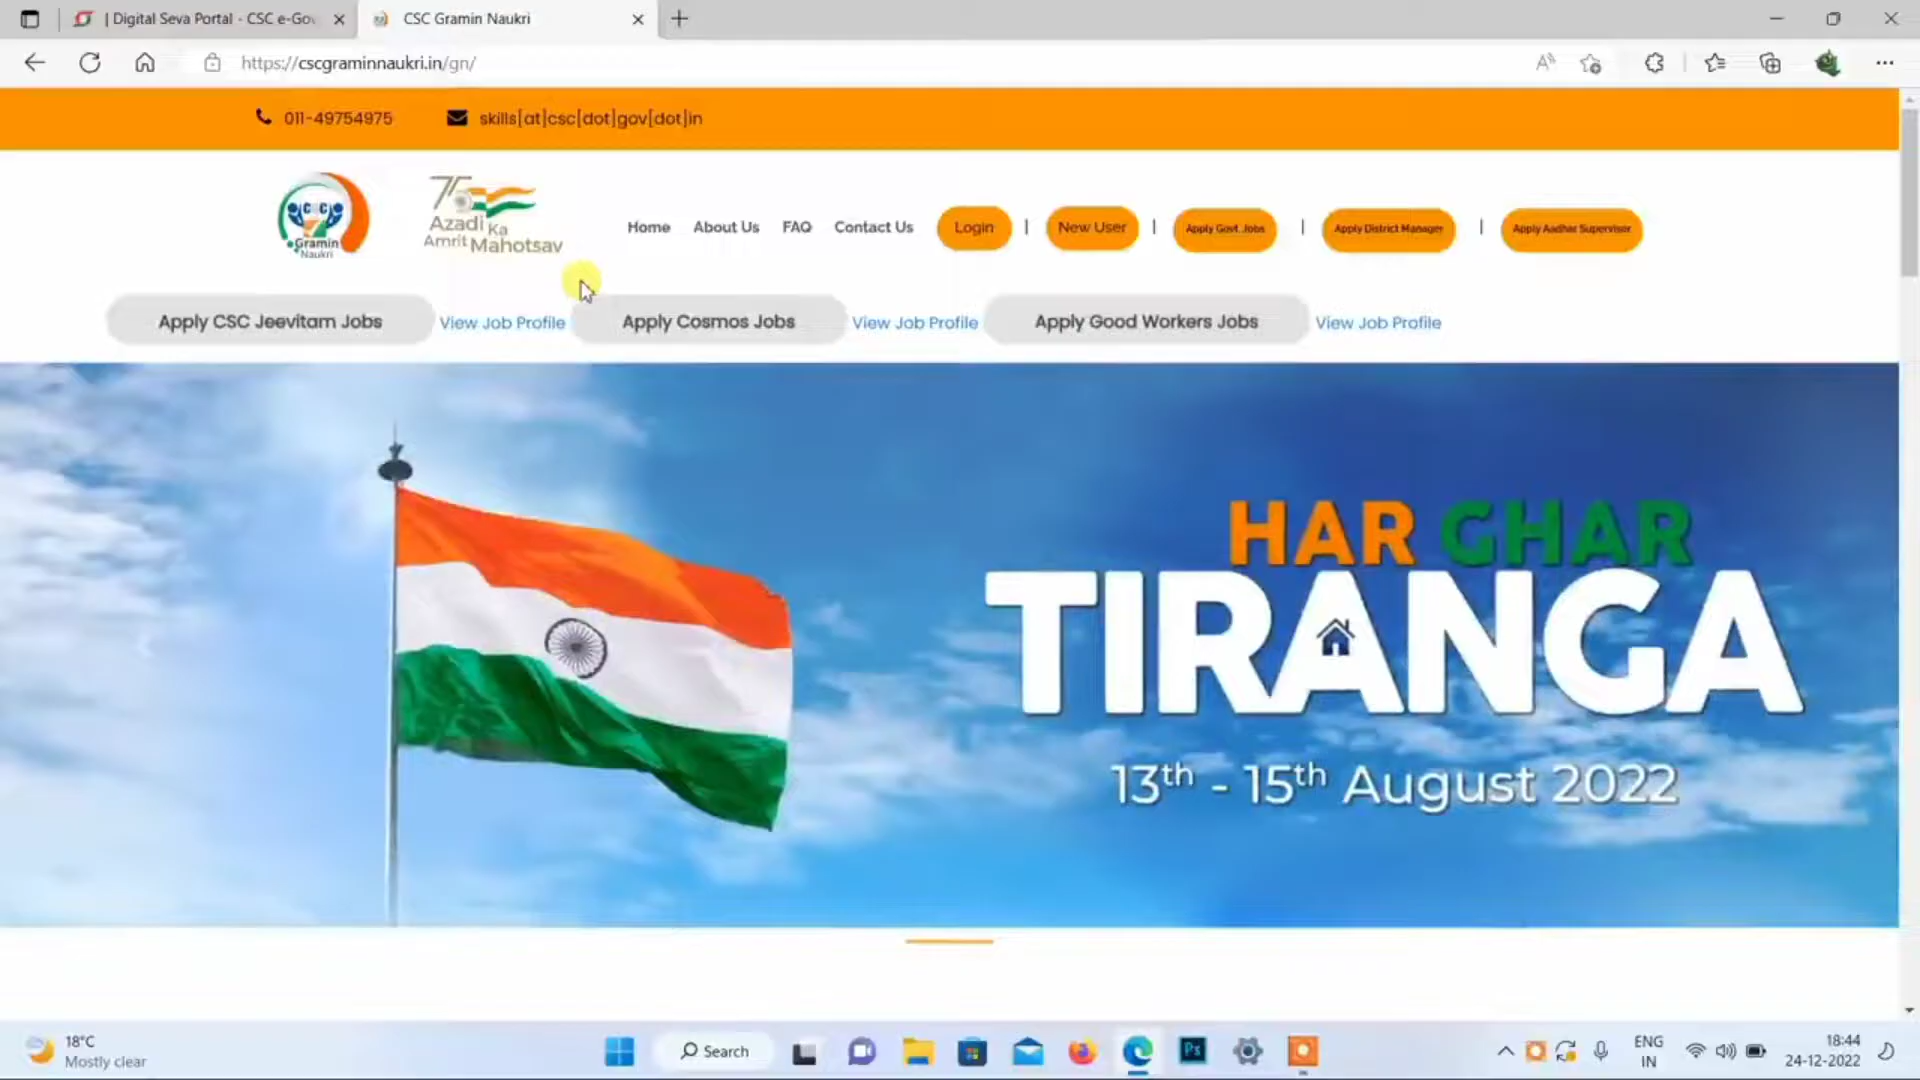 | Digital Seva Portal - CSC e-Gov
CSC Gramin Naukri
https://cscgraminnaukri.in/gn/
011-49754975
skills[at]csc[dot]gov[dot]in
CSC
Gramin
Naukri
75
Azadi Ka
Amrit Mahotsav
Home
About Us
FAQ
Contact Us
Login
|
New User
|
Apply Govt. Jobs
|
Apply District Manager
|
Apply Aadhar Supervisor
Apply CSC Jeevitam Jobs
View Job Profile
Apply Cosmos Jobs
View Job Profile
Apply Good Workers Jobs
View Job Profile
HAR GHAR
TIRANGA
13th - 15th August 2022
18°C
Mostly clear
Search
Ps
ENG
IN
18:44
24-12-2022